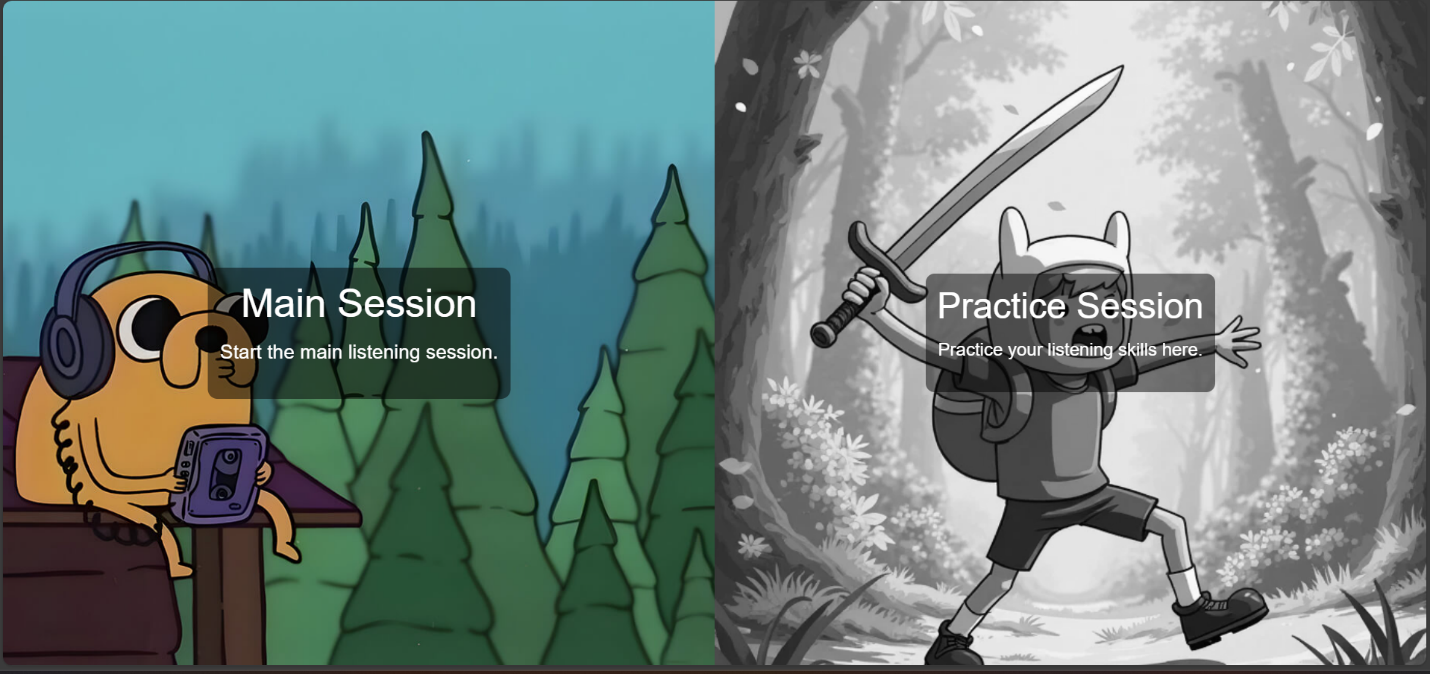 Main Session
Start the main listening session.
Practice Session
Practice your listening skills here.